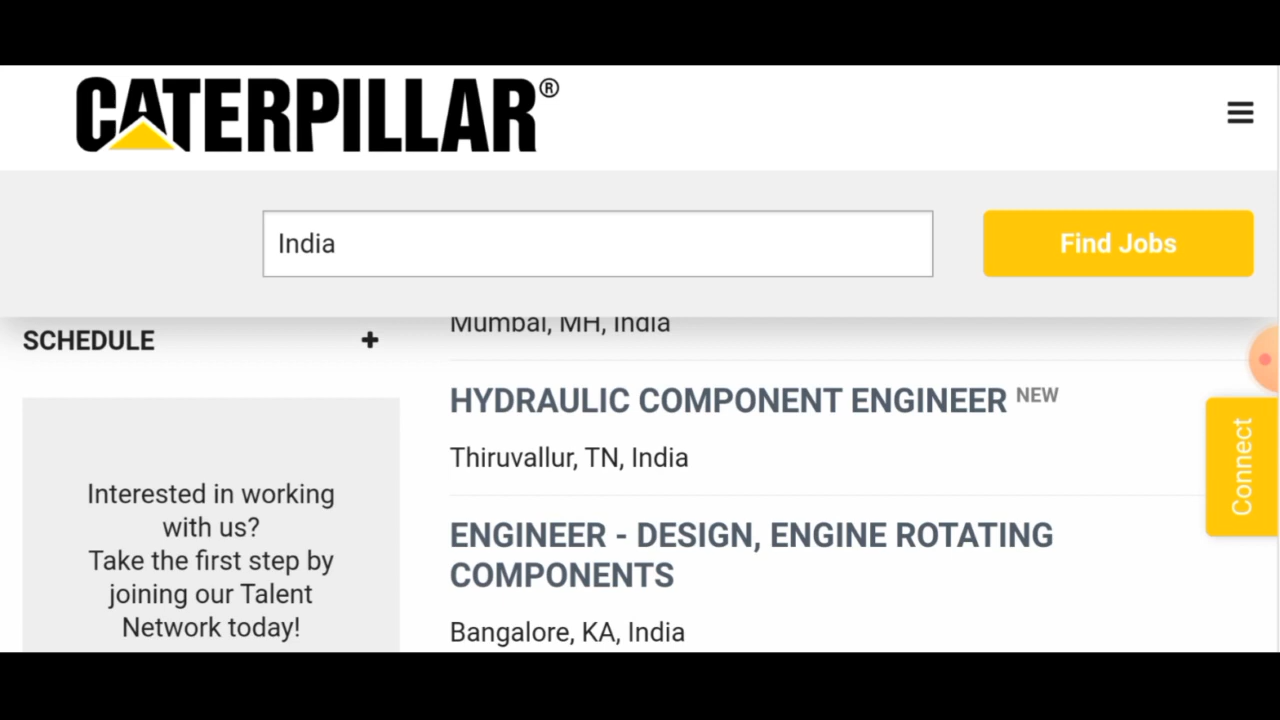 CATERPILLAR®
India
Find Jobs
SCHEDULE +
Interested in working
with us?
Take the first step by
joining our Talent
Network today!
Mumbai, MH, India
HYDRAULIC COMPONENT ENGINEER NEW
Thiruvallur, TN, India
ENGINEER - DESIGN, ENGINE ROTATING
COMPONENTS
Bangalore, KA, India
Connect